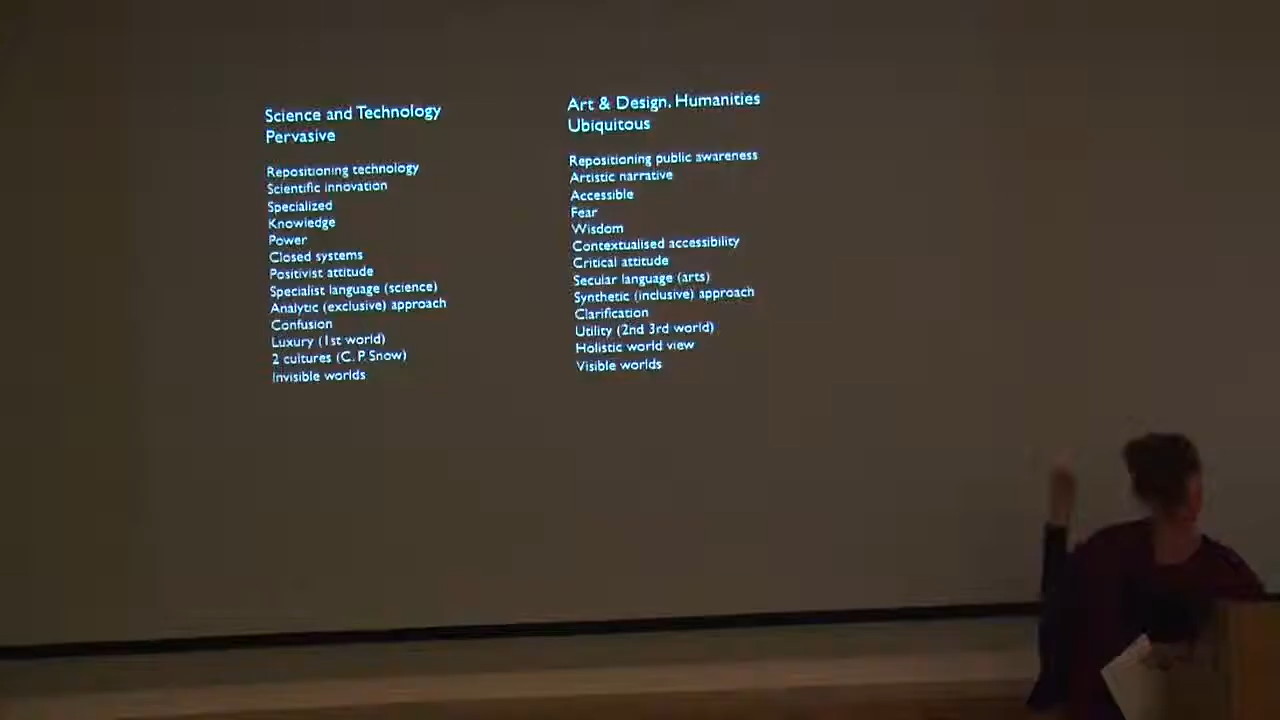 Science and Technology
Pervasive
Repositioning technology
Scientific innovation
Specialized
Knowledge
Power
Closed systems
Positivist attitude
Specialist language (science)
Analytic (exclusive) approach
Confusion
Luxury (1st world)
2 cultures (C. P. Snow)
Invisible worlds
Art & Design. Humanities
Ubiquitous
Repositioning public awareness
Artistic narrative
Accessible
Fear
Wisdom
Contextualised accessibility
Critical attitude
Secular language (arts)
Synthetic (inclusive) approach
Clarification
Utility (2nd 3rd world)
Holistic world view
Visible worlds